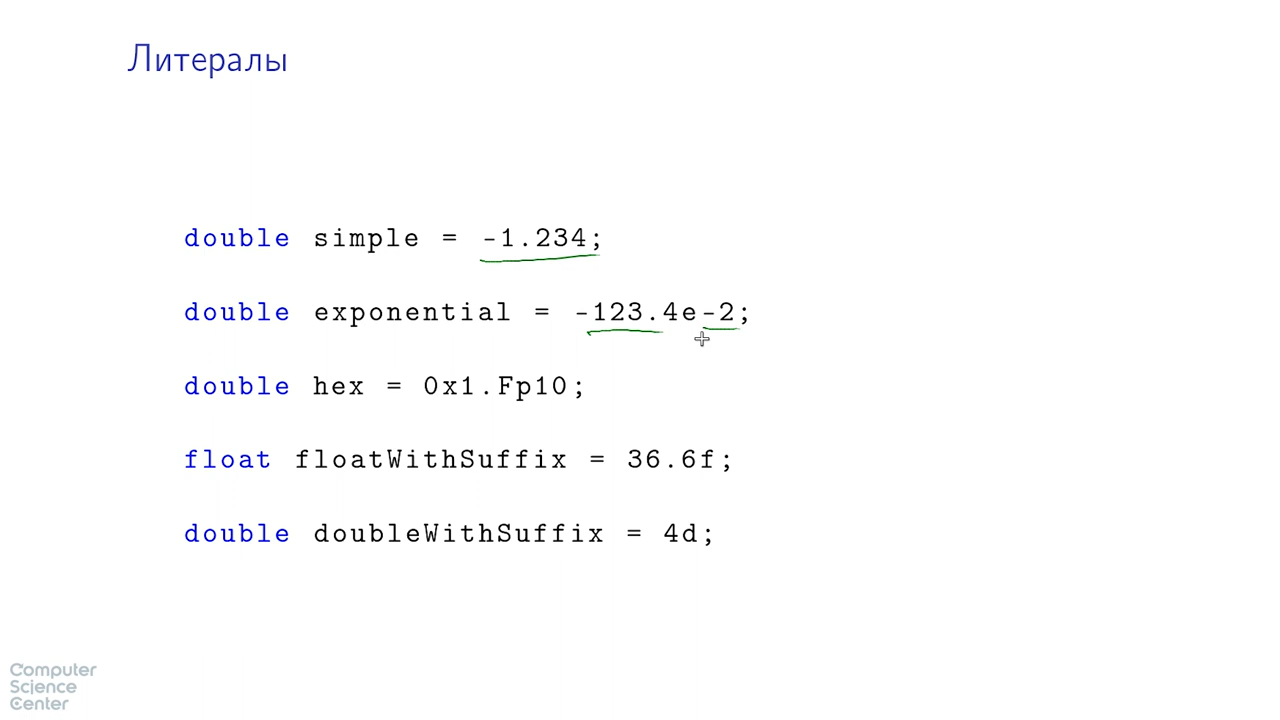 Литералы
double simple = -1.234;
double exponential = -123.4e-2;
double hex = 0x1.Fp10;
float floatWithSuffix = 36.6f;
double doubleWithSuffix = 4d;
Computer
Science
Center